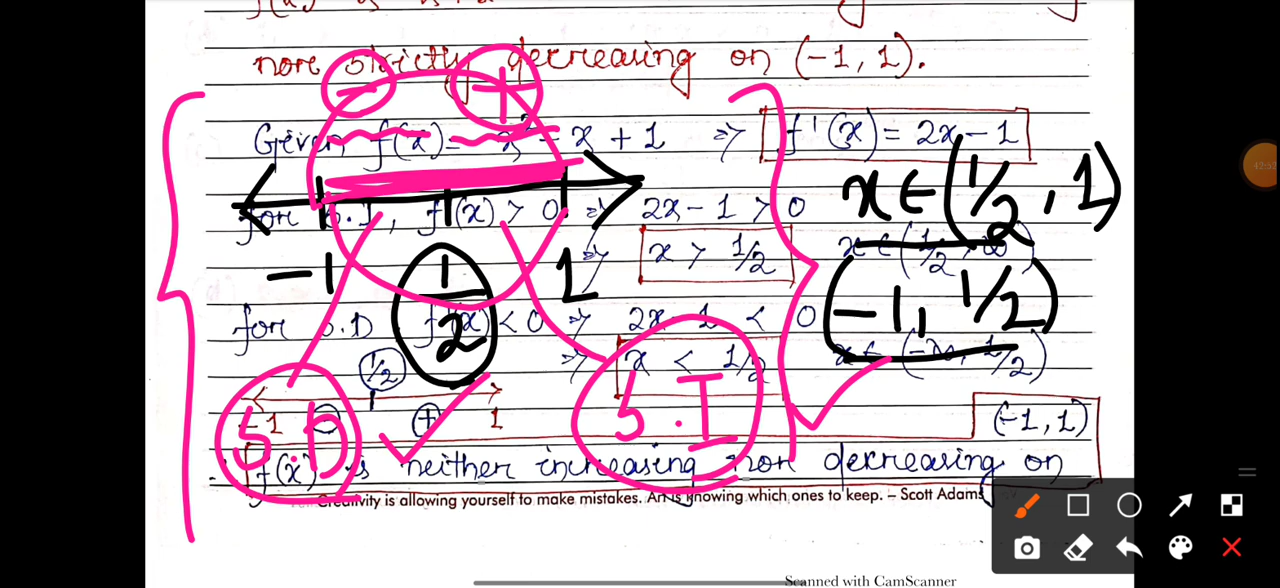 nore strictly decreasing on (-1, 1).
- +
Given f(x) = x² - x + 1 => f'(x) = 2x - 1
x ∈ (1/2, 1)
for S.I, f'(x) > 0 => 2x - 1 > 0
=> x > 1/2 x ∈ (1/2, ∞)
-1 1/2 1
(-1, 1/2)
for S.D f'(x) < 0 => 2x - 1 < 0
1/2 => x < 1/2 x ∈ (-∞, 1/2)
S.D S.I
-1 - + 1 (-1, 1)
∴ f(x) is neither increasing nor decreasing on
Creativity is allowing yourself to make mistakes. Art is knowing which ones to keep. – Scott Adams
Scanned with CamScanner